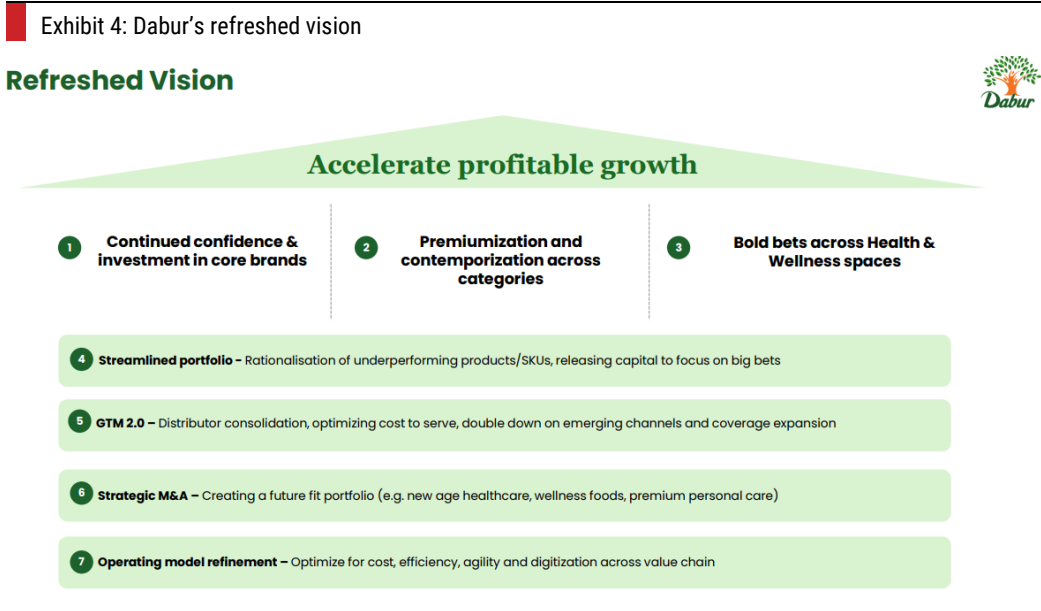 Exhibit 4: Dabur’s refreshed vision
Refreshed Vision
Dabur
Accelerate profitable growth
1
Continued confidence &
investment in core brands
2
Premiumization and
contemporization across
categories
3
Bold bets across Health &
Wellness spaces
4 Streamlined portfolio - Rationalisation of underperforming products/SKUs, releasing capital to focus on big bets
5 GTM 2.0 – Distributor consolidation, optimizing cost to serve, double down on emerging channels and coverage expansion
6 Strategic M&A – Creating a future fit portfolio (e.g. new age healthcare, wellness foods, premium personal care)
7 Operating model refinement – Optimize for cost, efficiency, agility and digitization across value chain